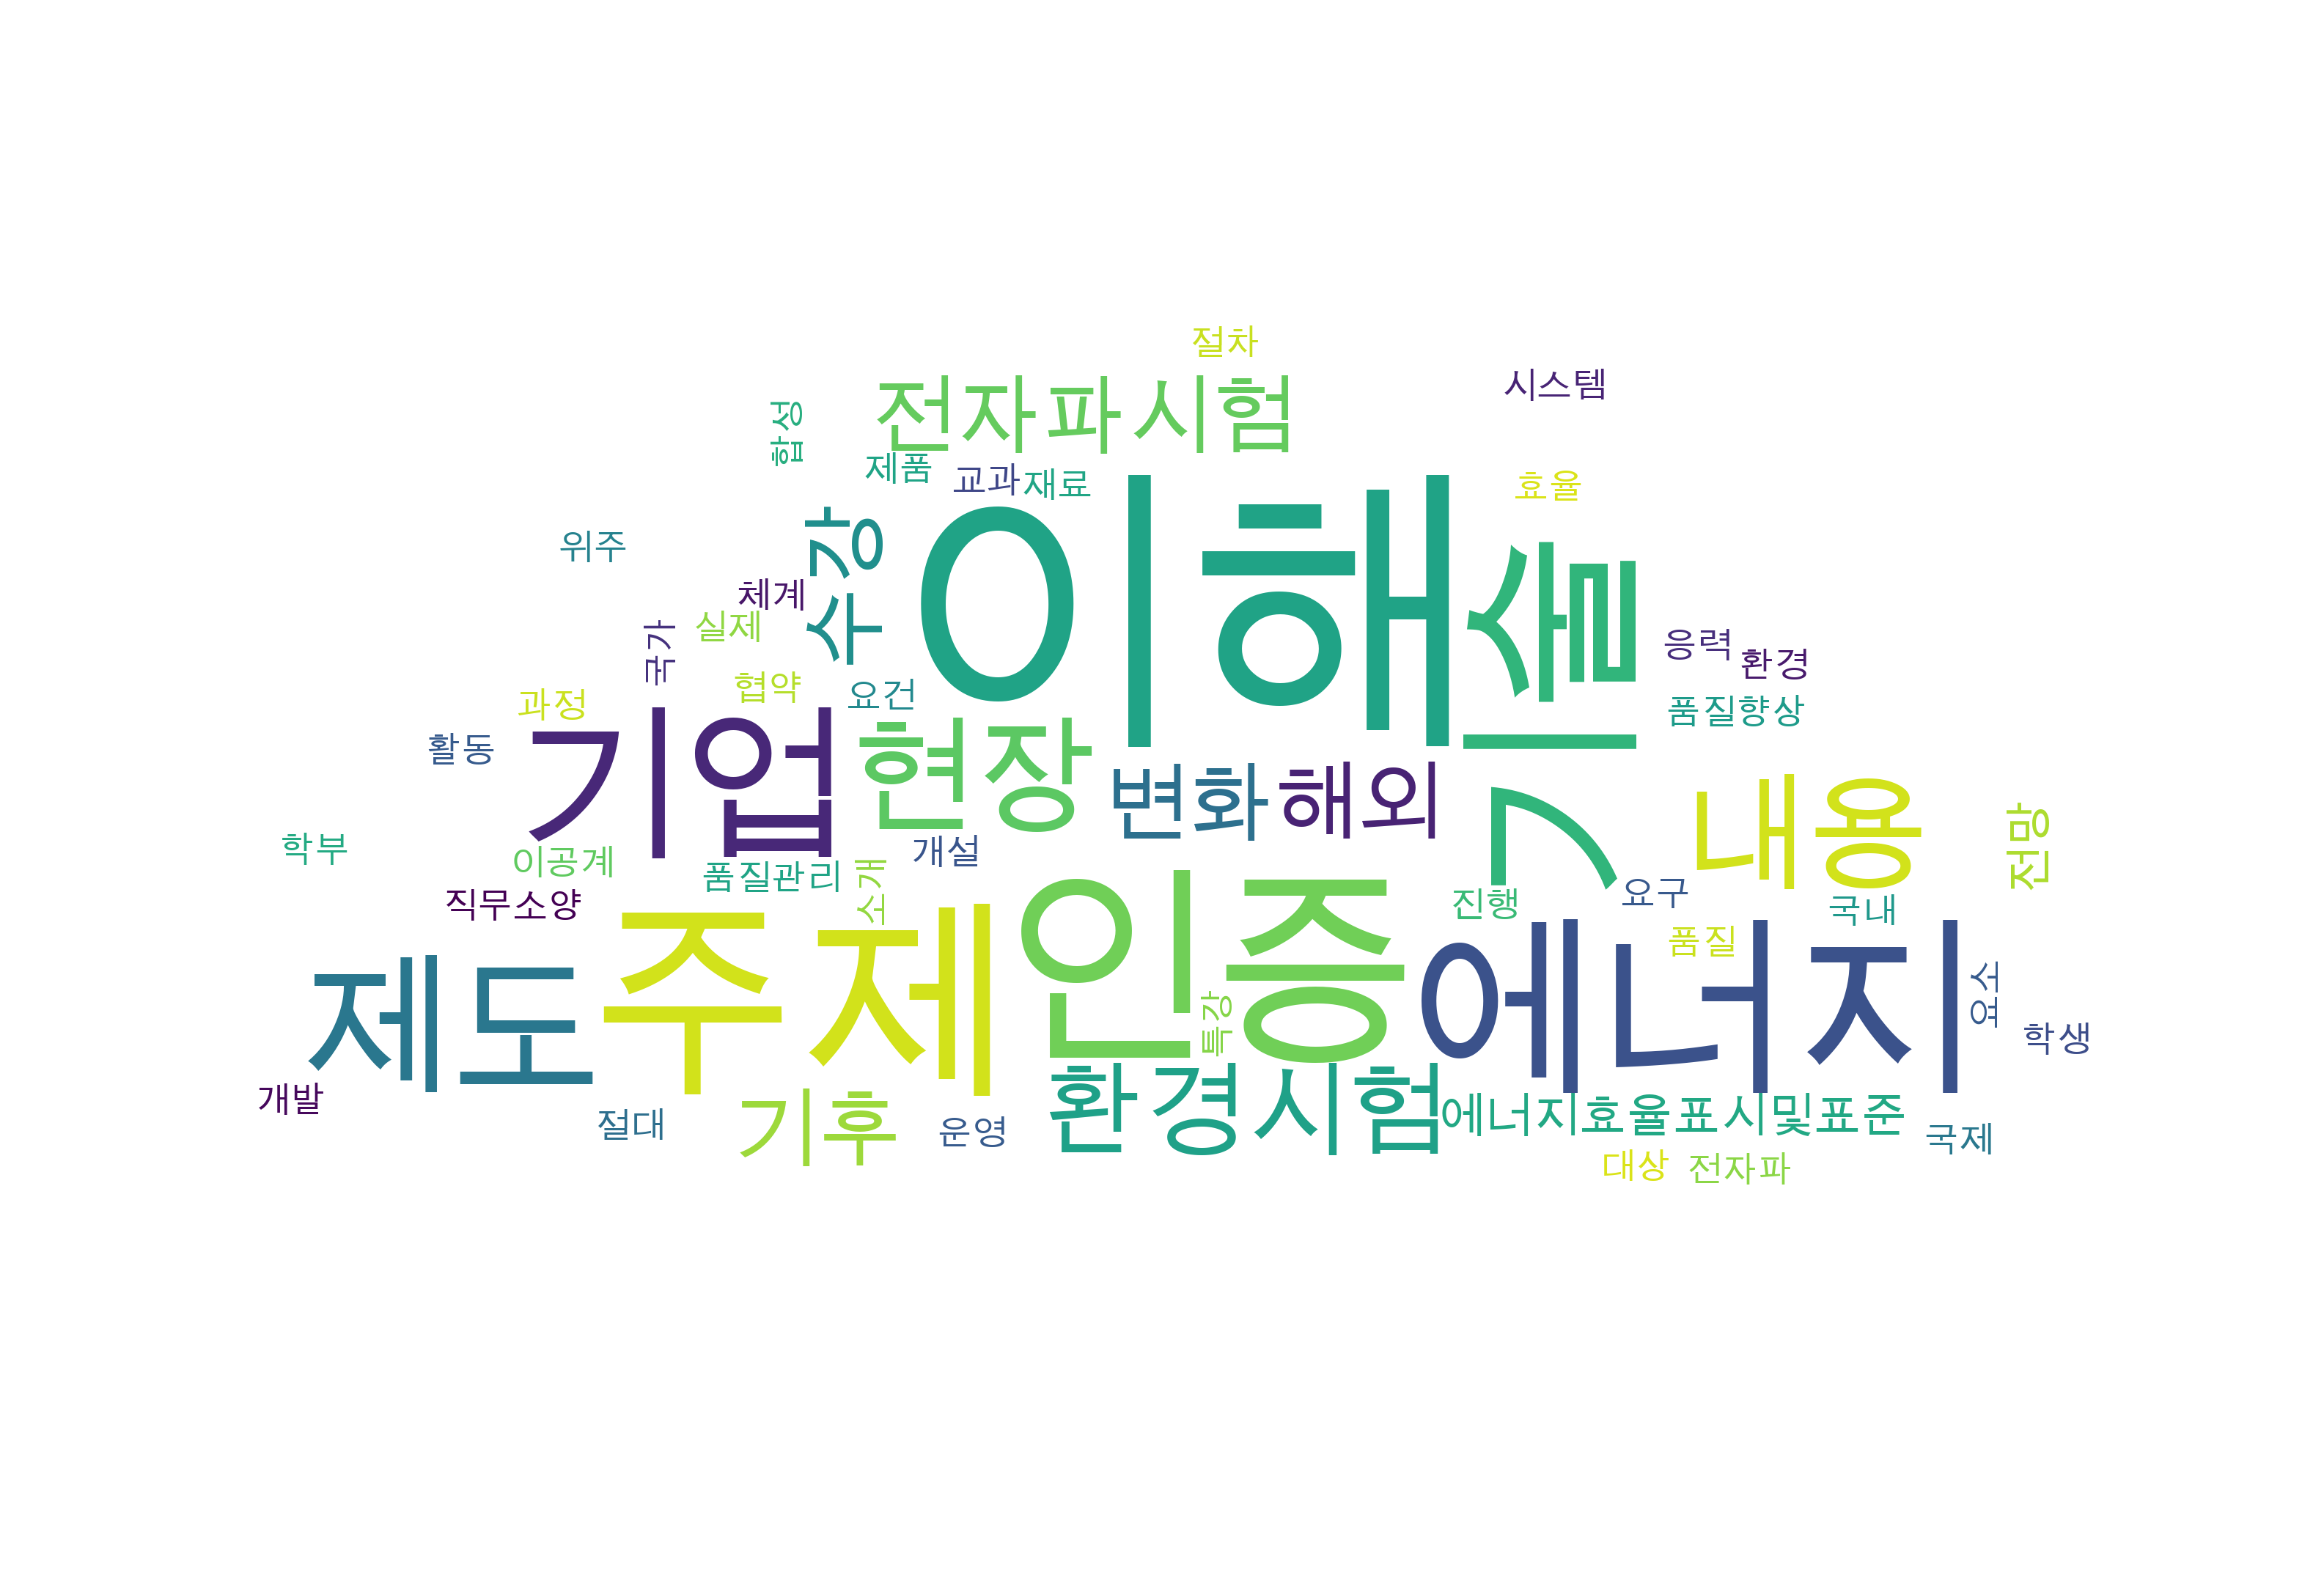 절차
시스템
전자파시험
합성
제품
교과
재료
효율
이해
수강
위주
체계
실제
국가
기술
응력
환경
협약
요건
과정
품질향상
활동
기업
현장
변화
해외
내용
전망
학부
이공계
품질관리
소개
개설
직무소양
진행
요구
국내
품질
제도
주제
인증
특강
에너지
요소
학생
개발
절대
기후
운영
환경시험
에너지효율표시및표준
국제
대상
전자파